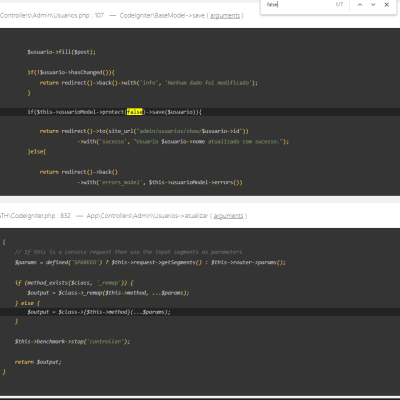 false
1/7
Controllers\Admin\Usuarios.php : 107 — CodeIgniter\BaseModel->save ( arguments )
$usuario->fill($post);
if(!$usuario->hasChanged()){
return redirect()->back()->with('info', 'Nenhum dado foi modificado');
}
if($this->usuarioModel->protect(false)->save($usuario)){
return redirect()->to(site_url("admin/usuarios/show/$usuario->id"))
->with('sucesso', "Usuario $usuario->nome atualizado com sucesso.");
}else{
return redirect()->back()
->with('errors_model', $this->usuarioModel->errors())
ATH\CodeIgniter.php : 832 — App\Controllers\Admin\Usuarios->atualizar ( arguments )
{
// If this is a console request then use the input segments as parameters
$params = defined('SPARKED') ? $this->request->getSegments() : $this->router->params();
if (method_exists($class, '_remap')) {
$output = $class->_remap($this->method, ...$params);
} else {
$output = $class->{$this->method}(...$params);
}
$this->benchmark->stop('controller');
return $output;
}